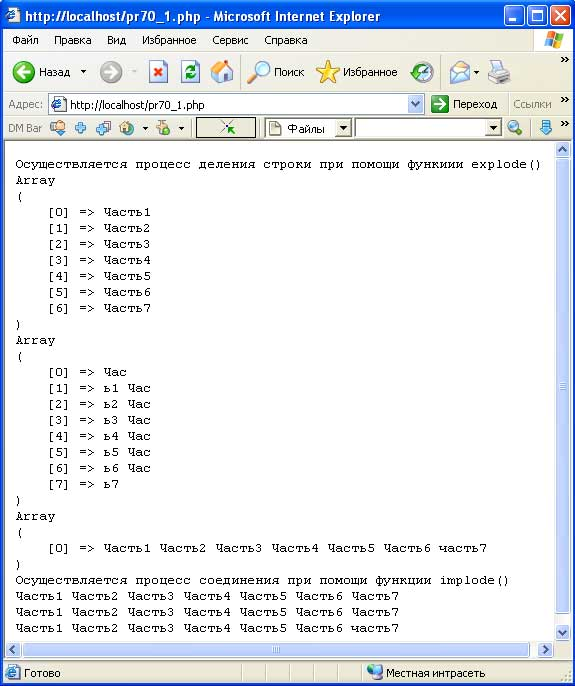 http://localhost/pr70_1.php - Microsoft Internet Explorer
Файл Правка Вид Избранное Сервис Справка
Назад Поиск Избранное
Адрес: http://localhost/pr70_1.php Переход Ссылки
DM Bar Файлы
Осуществляется процесс деления строки при помощи функиии explode()
Array
(
[0] => Часть1
[1] => Часть2
[2] => Часть3
[3] => Часть4
[4] => Часть5
[5] => Часть6
[6] => Часть7
)
Array
(
[0] => Час
[1] => ь1 Час
[2] => ь2 Час
[3] => ь3 Час
[4] => ь4 Час
[5] => ь5 Час
[6] => ь6 Час
[7] => ь7
)
Array
(
[0] => Часть1 Часть2 Часть3 Часть4 Часть5 Часть6 часть7
)
Осуществляется процесс соединения при помощи функции implode()
Часть1 Часть2 Часть3 Часть4 Часть5 Часть6 Часть7
Часть1 Часть2 Часть3 Часть4 Часть5 Часть6 Часть7
Часть1 Часть2 Часть3 Часть4 Часть5 Часть6 часть7
Готово Местная интрасеть